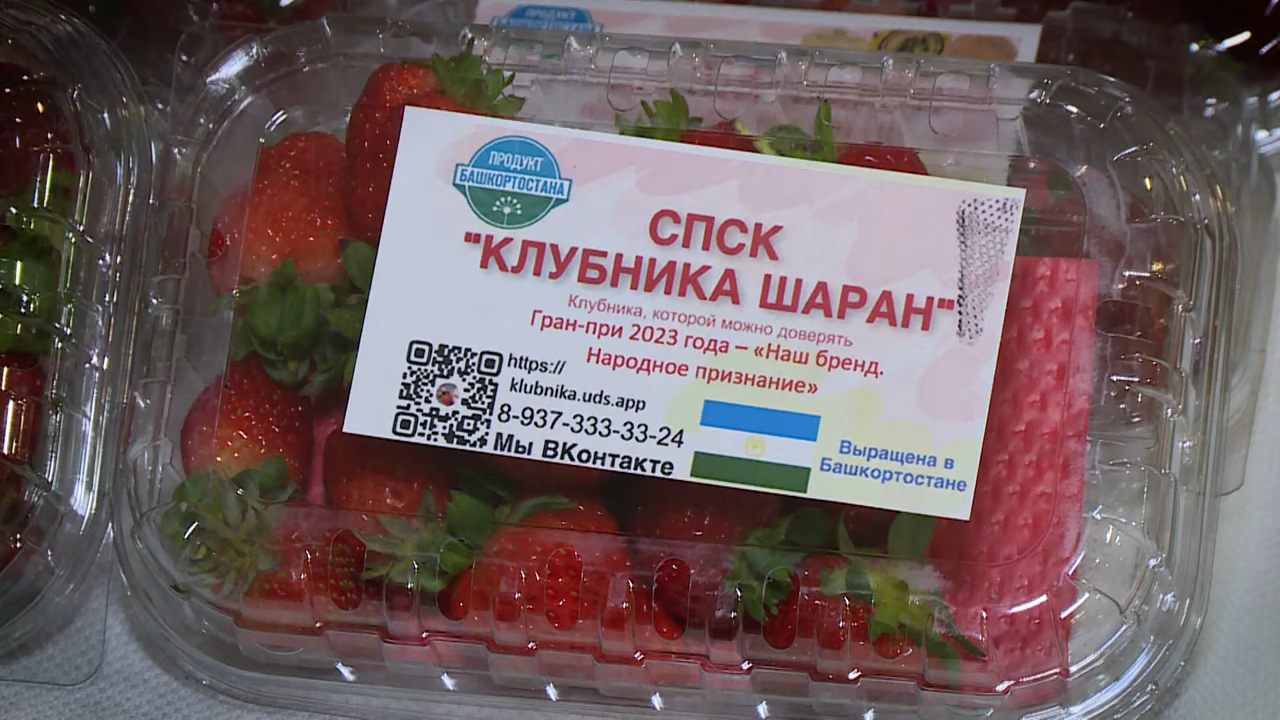 ПРОДУКТ
ПРОДУКТ
БАШКОРТОСТАНА
СПСК
"КЛУБНИКА ШАРАН"
Клубника, которой можно доверять
Гран-при 2023 года – «Наш бренд.
Народное признание»
https://
klubnika.uds.app
8-937-333-33-24
Мы ВКонтакте
Выращена в
Башкортостане